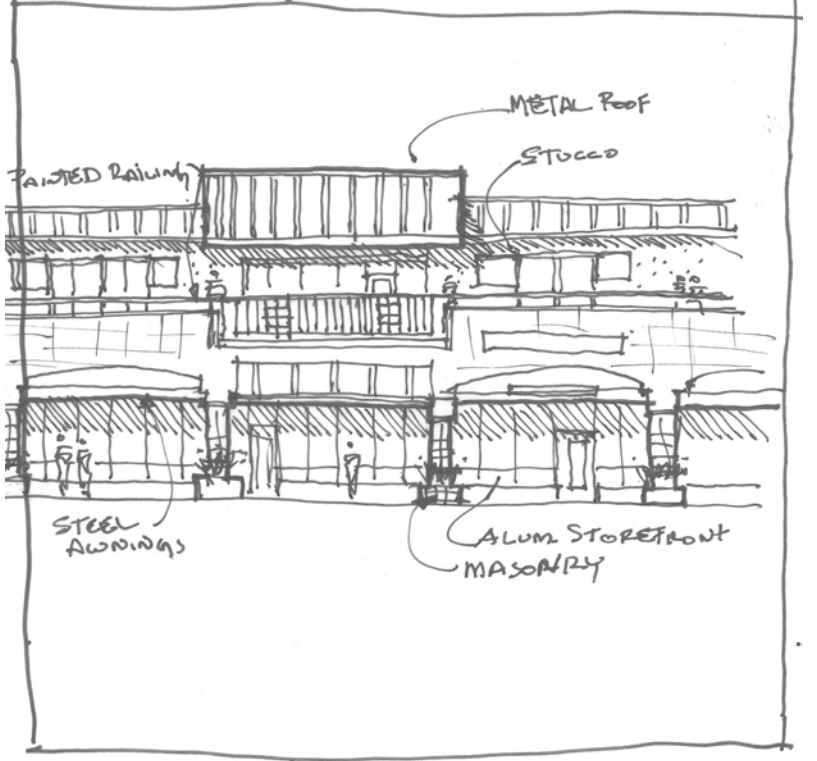 METAL ROOF
STUCCO
PAINTED RAILING
STEEL
AWNINGS
ALUM STOREFRONT
MASONRY